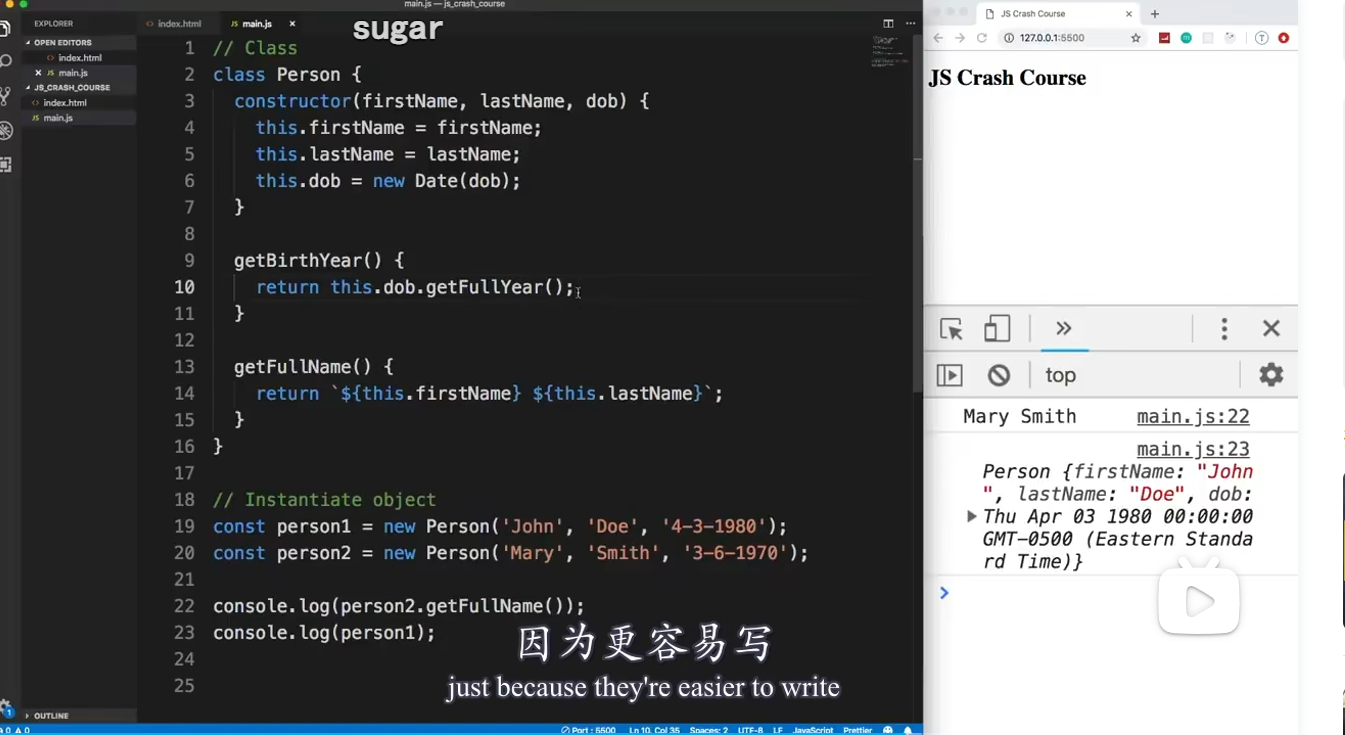 main.js — js_crash_course
EXPLORER
OPEN EDITORS
index.html
main.js
JS_CRASH_COURSE
index.html
main.js
OUTLINE
index.html
main.js
sugar
1 // Class
2 class Person {
3 constructor(firstName, lastName, dob) {
4 this.firstName = firstName;
5 this.lastName = lastName;
6 this.dob = new Date(dob);
7 }
8
9 getBirthYear() {
10 return this.dob.getFullYear();
11 }
12
13 getFullName() {
14 return `${this.firstName} ${this.lastName}`;
15 }
16 }
17
18 // Instantiate object
19 const person1 = new Person('John', 'Doe', '4-3-1980');
20 const person2 = new Person('Mary', 'Smith', '3-6-1970');
21
22 console.log(person2.getFullName());
23 console.log(person1);
24
25
因为更容易写
just because they're easier to write
0 0 Port : 5500 Ln 10, Col 35 Spaces: 2 UTF-8 LF JavaScript Prettier
JS Crash Course
127.0.0.1:5500
JS Crash Course
top
Mary Smith main.js:22
main.js:23
Person {firstName: "John
", lastName: "Doe", dob:
Thu Apr 03 1980 00:00:00
GMT-0500 (Eastern Standa
rd Time)}